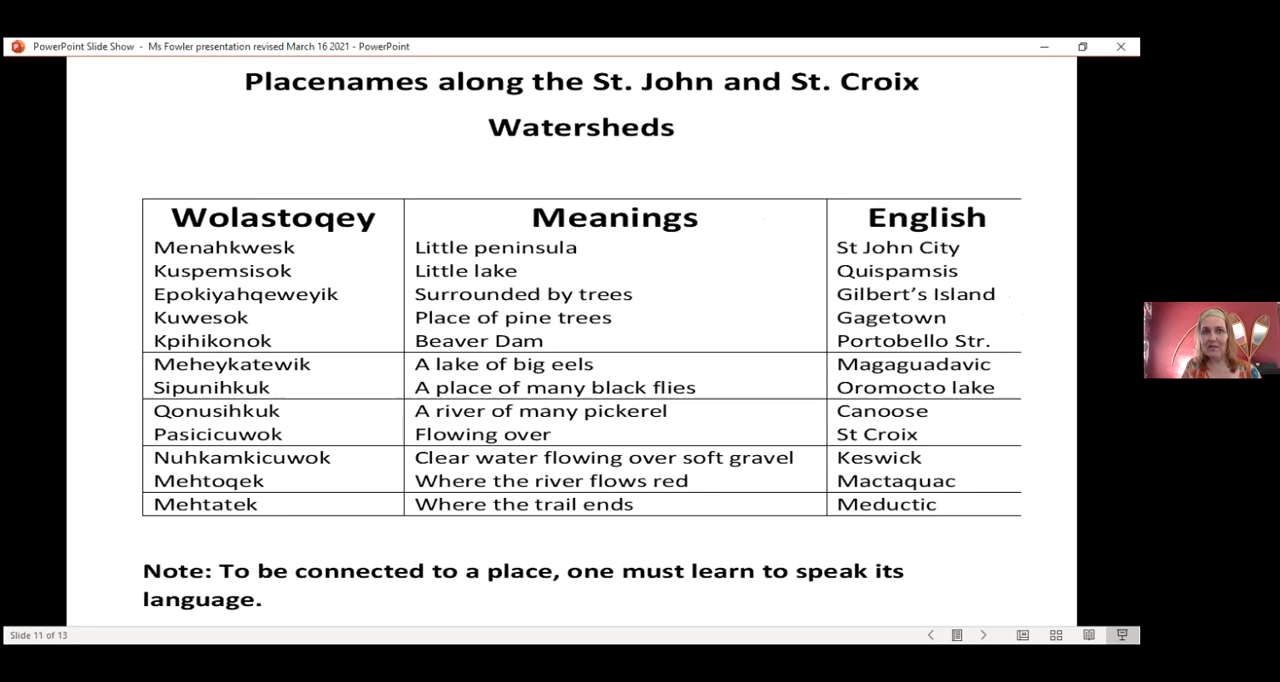 PowerPoint Slide Show - Ms Fowler presentation revised March 16 2021 - PowerPoint
Placenames along the St. John and St. Croix
Watersheds
Wolastoqey Meanings English
Menahkwesk Little peninsula St John City
Kuspemsisok Little lake Quispamsis
Epokiyahqeweyik Surrounded by trees Gilbert’s Island
Kuwesok Place of pine trees Gagetown
Kpihikonok Beaver Dam Portobello Str.
Meheykatewik A lake of big eels Magaguadavic
Sipunihkuk A place of many black flies Oromocto lake
Qonusihkuk A river of many pickerel Canoose
Pasicicuwok Flowing over St Croix
Nuhkamkicuwok Clear water flowing over soft gravel Keswick
Mehtoqek Where the river flows red Mactaquac
Mehtatek Where the trail ends Meductic
Note: To be connected to a place, one must learn to speak its
language.
Slide 11 of 13